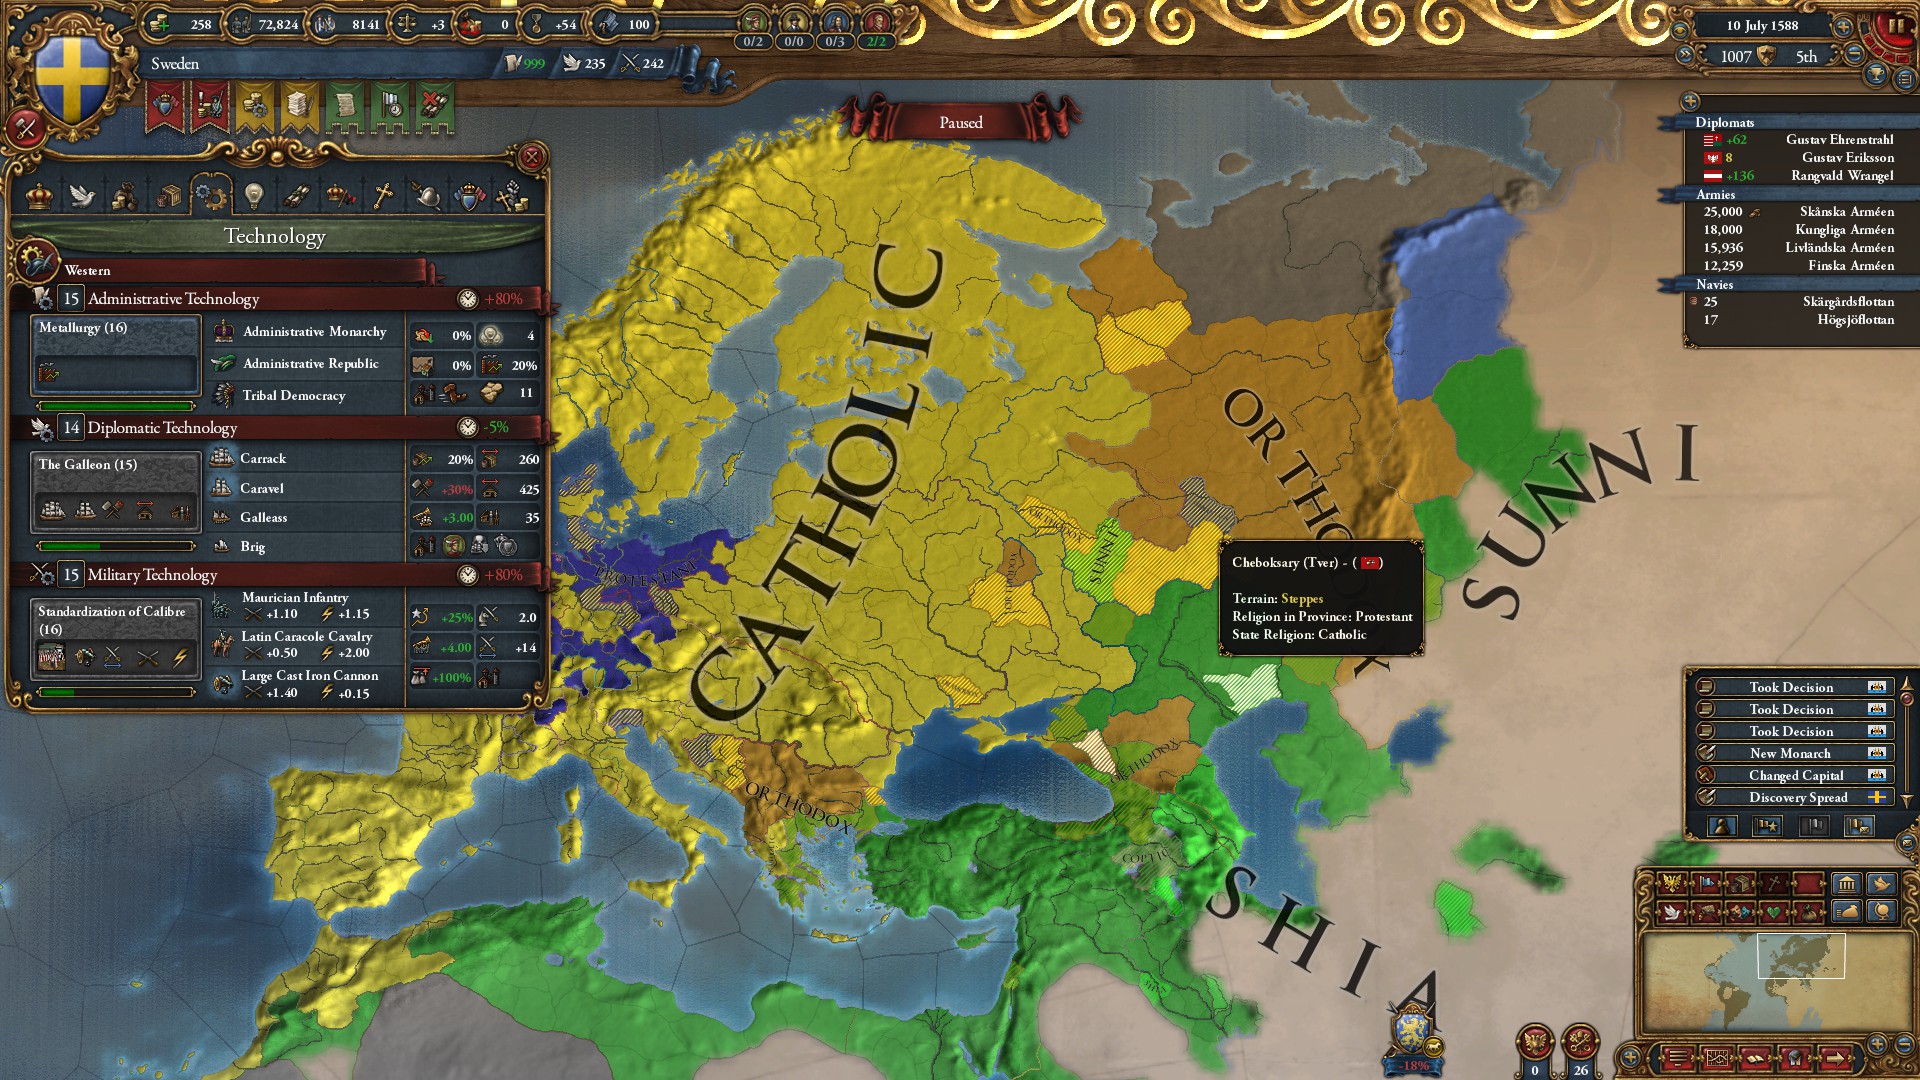 258
72,824
8141
+3
0
+54
100
0/2
0/0
0/3
2/2
10 July 1588
1007
5th
Sweden
999
235
242
Paused
Technology
Western
15 Administrative Technology +80%
Metallurgy (16)
Administrative Monarchy
0% 4
Administrative Republic
0% 20%
Tribal Democracy
11
14 Diplomatic Technology -5%
The Galleon (15)
Carrack
20% 260
Caravel
+30% 425
Galleass
+3.00 35
Brig
15 Military Technology +80%
Standardization of Calibre
(16)
Maurician Infantry
+1.10 +1.15
+25% 2.0
Latin Caracole Cavalry
+0.50 +2.00
+4.00 +14
Large Cast Iron Cannon
+1.40 +0.15
+100%
CATHOLIC
ORTHODOX
SUNNI
SHIA
PROTESTANT
ORTHODOX
SUNNI
ORTHODOX
ORTHODOX
COPTIC
Cheboksary (Tver) - ( )
Terrain: Steppes
Religion in Province: Protestant
State Religion: Catholic
Diplomats
+62 Gustav Ehrenstrahl
8 Gustav Eriksson
+136 Rangvald Wrangel
Armies
25,000 Skånska Arméen
18,000 Kungliga Arméen
15,936 Livländska Arméen
12,259 Finska Arméen
Navies
25 Skärgårdsflottan
17 Högsjöflottan
Took Decision
Took Decision
Took Decision
New Monarch
Changed Capital
Discovery Spread
-18%
0
26